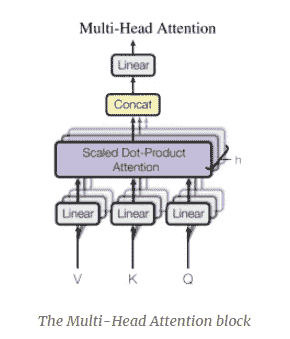 Multi-Head Attention
Linear
Concat
Scaled Dot-Product
Attention
h
Linear Linear Linear
V K Q
The Multi-Head Attention block